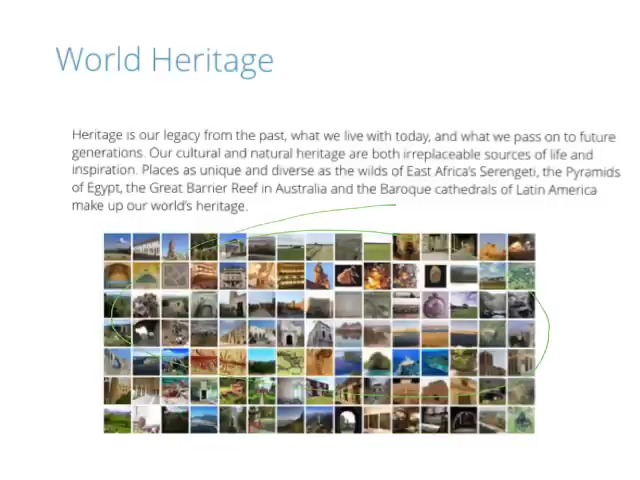 World Heritage
Heritage is our legacy from the past, what we live with today, and what we pass on to future
generations. Our cultural and natural heritage are both irreplaceable sources of life and
inspiration. Places as unique and diverse as the wilds of East Africa's Serengeti, the Pyramids
of Egypt, the Great Barrier Reef in Australia and the Baroque cathedrals of Latin America
make up our world's heritage.